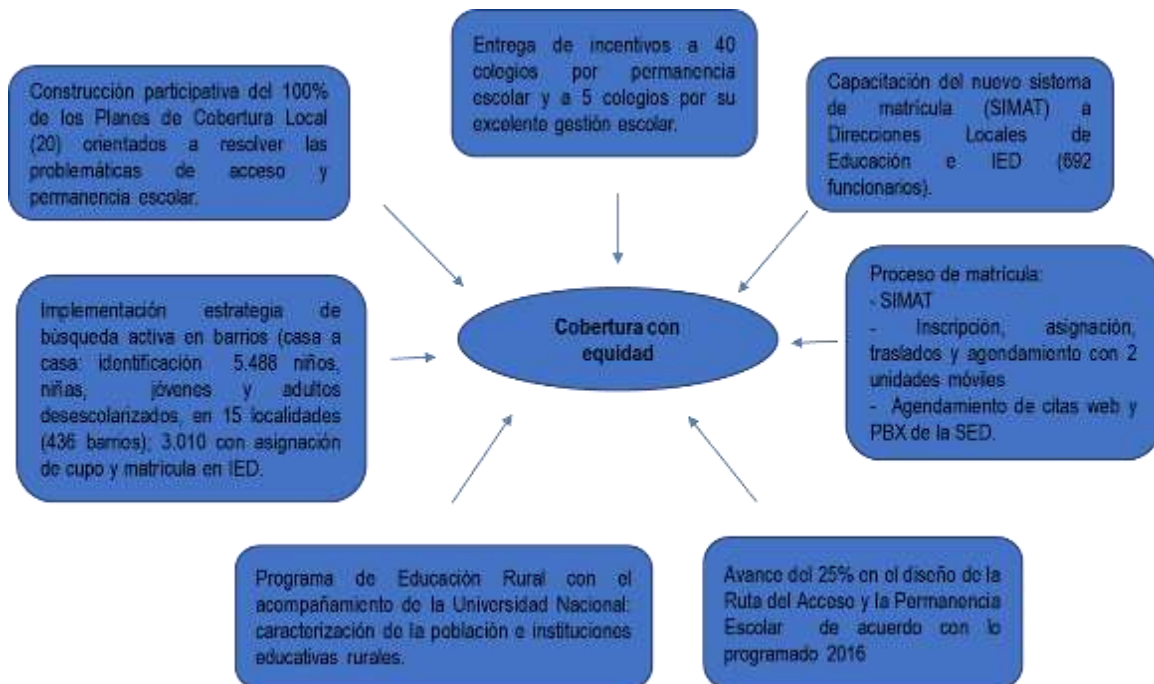 Construcción participativa del 100%
de los Planes de Cobertura Local
(20) orientados a resolver las
problemáticas de acceso y
permanencia escolar.
Entrega de incentivos a 40
colegios por permanencia
escolar y a 5 colegios por su
excelente gestión escolar.
Capacitación del nuevo sistema
de matrícula (SIMAT) a
Direcciones Locales de
Educación e IED (692
funcionarios).
Implementación estrategia de
búsqueda activa en barrios (casa a
casa: identificación 5.488 niños,
niñas, jóvenes y adultos
desescolarizados, en 15 localidades
(436 barrios); 3.010 con asignación
de cupo y matrícula en IED.
Cobertura con
equidad
Proceso de matrícula:
- SIMAT
- Inscripción, asignación,
traslados y agendamiento con 2
unidades móviles
- Agendamiento de citas web y
PBX de la SED.
Programa de Educación Rural con el
acompañamiento de la Universidad Nacional:
caracterización de la población e instituciones
educativas rurales.
Avance del 25% en el diseño de la
Ruta del Acceso y la Permanencia
Escolar de acuerdo con lo
programado 2016